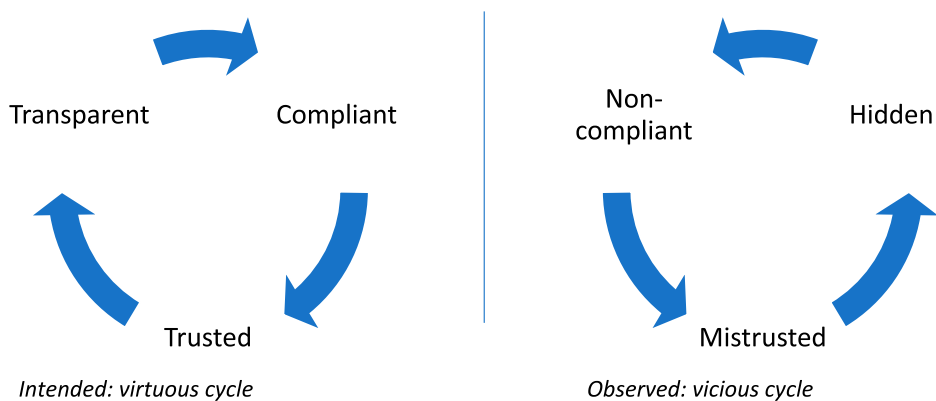 Transparent
Compliant
Trusted
Intended: virtuous cycle
Non-
compliant
Hidden
Mistrusted
Observed: vicious cycle